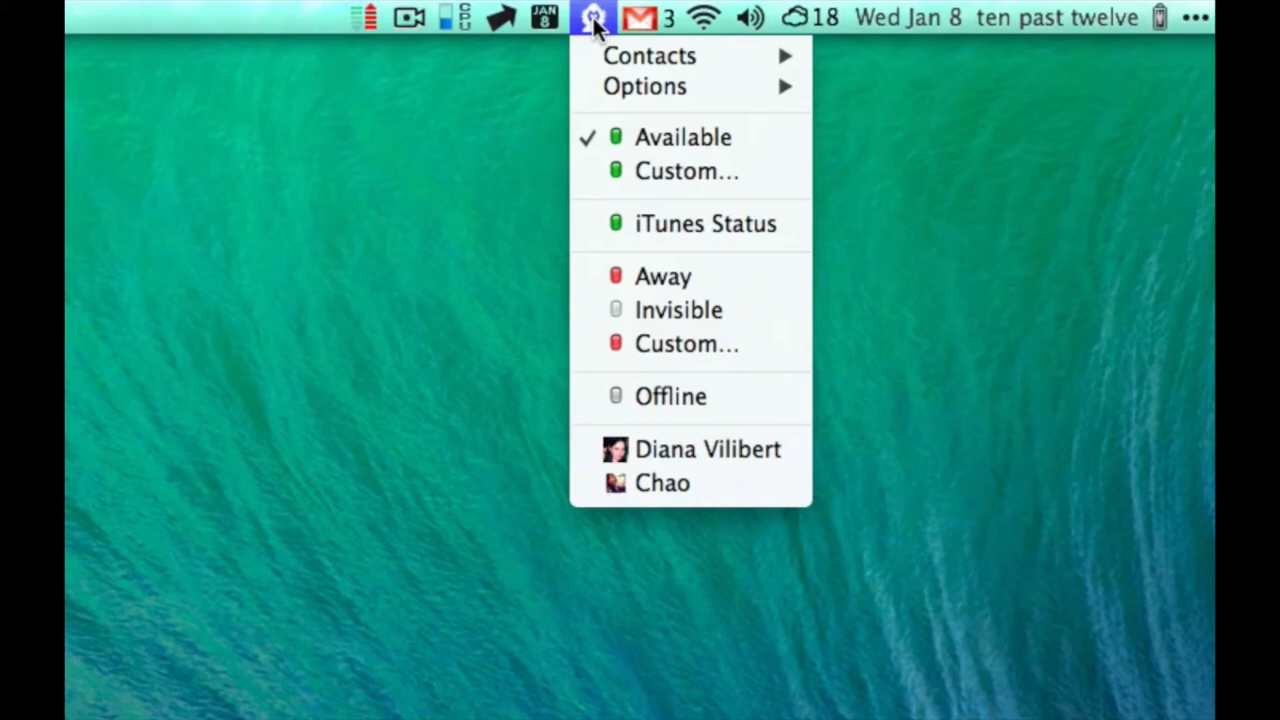 CPU JAN 8 3 18 Wed Jan 8 ten past twelve
Contacts
Options
Available
Custom...
iTunes Status
Away
Invisible
Custom...
Offline
Diana Vilibert
Chao